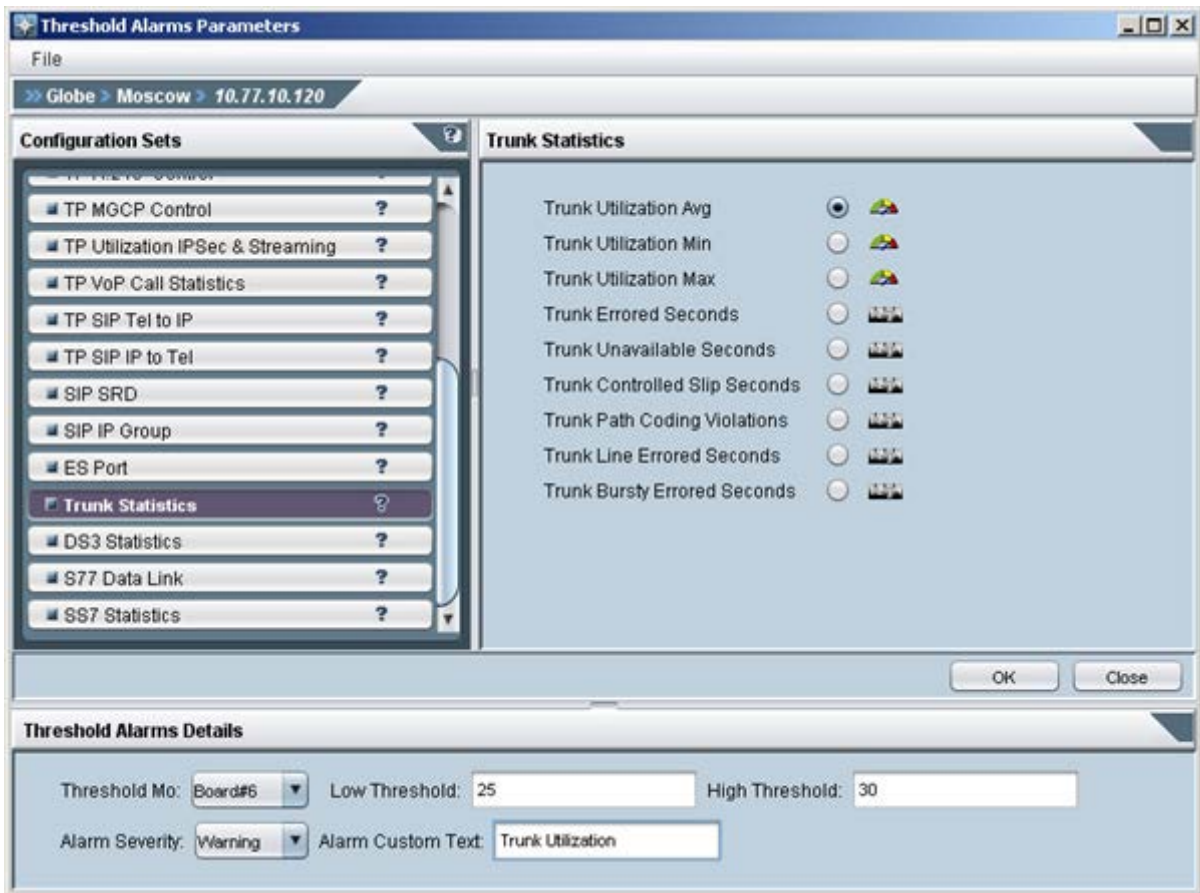 Threshold Alarms Parameters
File
Globe > Moscow > 10.77.10.120
Configuration Sets
TP MGCP Control ?
TP Utilization IPSec & Streaming ?
TP VoP Call Statistics ?
TP SIP Tel to IP ?
TP SIP IP to Tel ?
SIP SRD ?
SIP IP Group ?
ES Port ?
Trunk Statistics ?
DS3 Statistics ?
S77 Data Link ?
SS7 Statistics ?
Trunk Statistics
Trunk Utilization Avg
Trunk Utilization Min
Trunk Utilization Max
Trunk Errored Seconds
Trunk Unavailable Seconds
Trunk Controlled Slip Seconds
Trunk Path Coding Violations
Trunk Line Errored Seconds
Trunk Bursty Errored Seconds
OK Close
Threshold Alarms Details
Threshold Mo: Board#6 Low Threshold: 25 High Threshold: 30
Alarm Severity: Warning Alarm Custom Text: Trunk Utilization